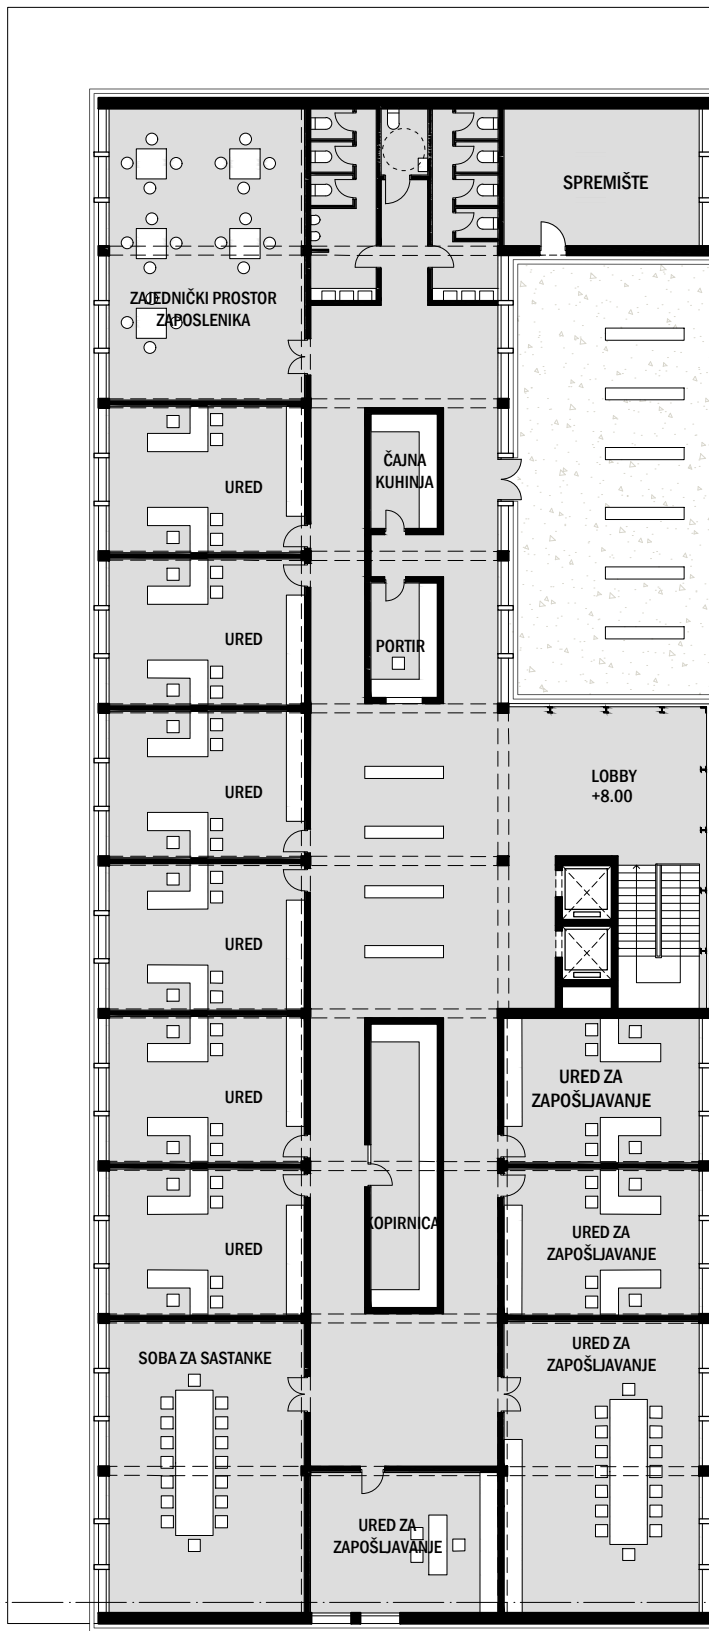 SPREMIŠTE
ZAJEDNIČKI PROSTOR
ZAPOSLENIKA
ČAJNA
KUHINJA
URED
URED
PORTIR
LOBBY
+8.00
URED
URED
URED ZA
ZAPOŠLJAVANJE
URED
KOPIRNICA
URED ZA
ZAPOŠLJAVANJE
URED
SOBA ZA SASTANKE
URED ZA
ZAPOŠLJAVANJE
URED ZA
ZAPOŠLJAVANJE